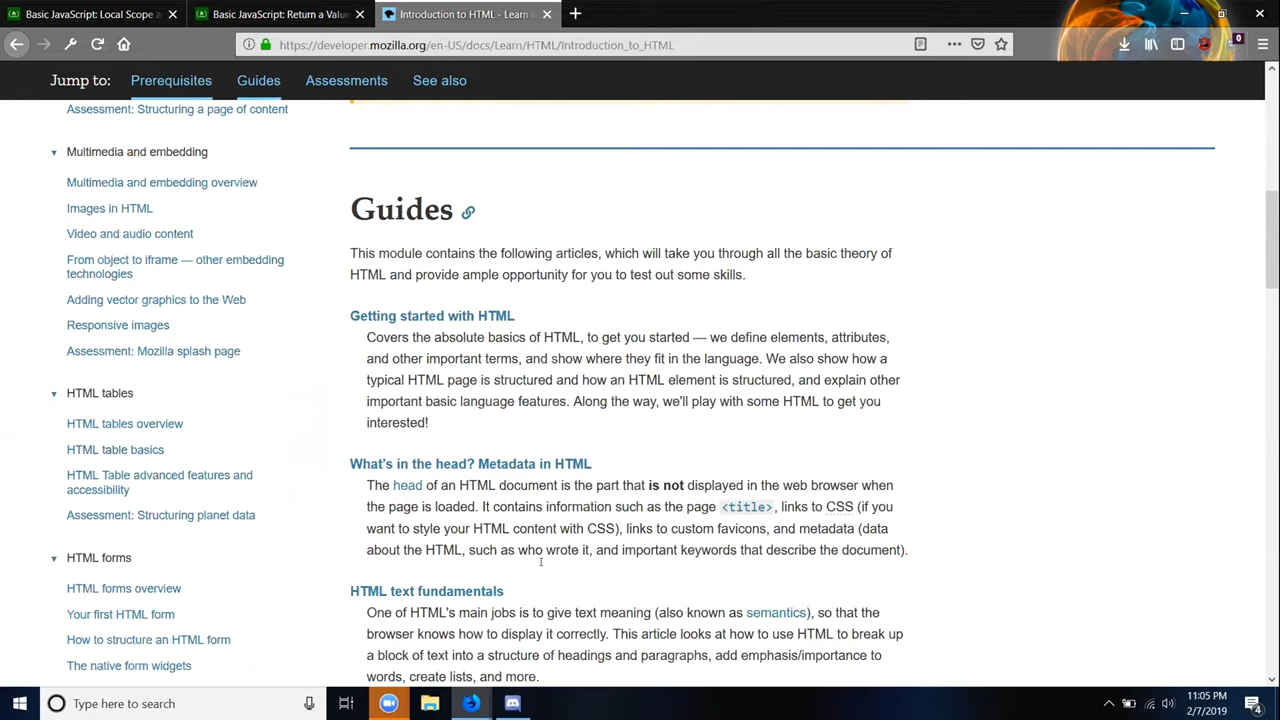 Basic JavaScript: Local Scope a
Basic JavaScript: Return a Value
Introduction to HTML - Learn
https://developer.mozilla.org/en-US/docs/Learn/HTML/Introduction_to_HTML
0
Jump to: Prerequisites Guides Assessments See also
Assessment: Structuring a page of content
Multimedia and embedding
Multimedia and embedding overview
Images in HTML
Video and audio content
From object to iframe — other embedding
technologies
Adding vector graphics to the Web
Responsive images
Assessment: Mozilla splash page
HTML tables
HTML tables overview
HTML table basics
HTML Table advanced features and
accessibility
Assessment: Structuring planet data
HTML forms
HTML forms overview
Your first HTML form
How to structure an HTML form
The native form widgets
Guides
This module contains the following articles, which will take you through all the basic theory of
HTML and provide ample opportunity for you to test out some skills.
Getting started with HTML
Covers the absolute basics of HTML, to get you started — we define elements, attributes,
and other important terms, and show where they fit in the language. We also show how a
typical HTML page is structured and how an HTML element is structured, and explain other
important basic language features. Along the way, we'll play with some HTML to get you
interested!
What's in the head? Metadata in HTML
The head of an HTML document is the part that is not displayed in the web browser when
the page is loaded. It contains information such as the page <title>, links to CSS (if you
want to style your HTML content with CSS), links to custom favicons, and metadata (data
about the HTML, such as who wrote it, and important keywords that describe the document).
HTML text fundamentals
One of HTML's main jobs is to give text meaning (also known as semantics), so that the
browser knows how to display it correctly. This article looks at how to use HTML to break up
a block of text into a structure of headings and paragraphs, add emphasis/importance to
words, create lists, and more.
Type here to search
11:05 PM
2/7/2019
4